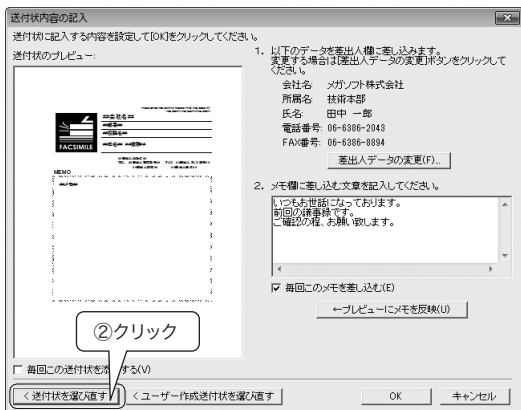 送付状内容の記入
送付状に記入する内容を設定して[OK]をクリックしてください。
送付状のプレビュー:
##会社名##
FACSIMILE
MEMO
1. 以下のデータを差出人欄に差し込みます。
変更する場合は[差出人データの変更]ボタンをクリックして
ください。
会社名: メガソフト株式会社
所属名: 技術本部
氏名: 田中 一郎
電話番号: 06-6386-2043
FAX番号: 06-6386-8894
差出人データの変更(F)...
2. メモ欄に差し込む文章を記入してください。
いつもお世話になっております。
前回の議事録です。
ご確認の程、お願い致します。
毎回このメモを差し込む(E)
←プレビューにメモを反映(U)
②クリック
毎回この送付状を添
する(V)
<送付状を選び直す
<ユーザー作成送付状を選び直す
OK
キャンセル